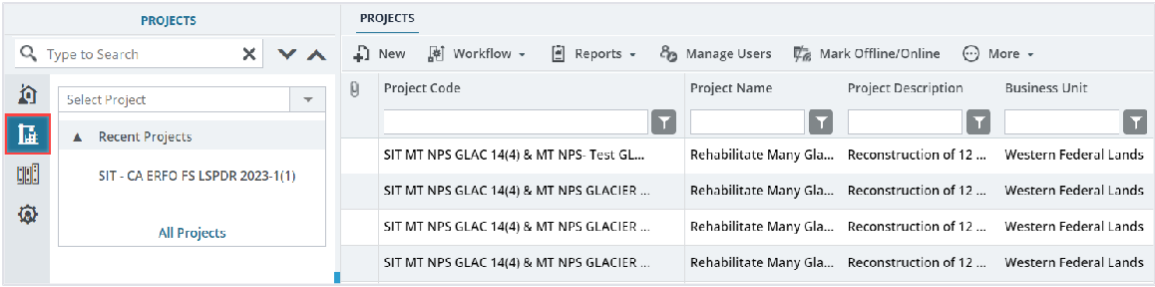 PROJECTS
Type to Search
Select Project
Recent Projects
SIT - CA ERFO FS LSPDR 2023-1(1)
All Projects
PROJECTS
New Workflow Reports Manage Users Mark Offline/Online More
Project Code Project Name Project Description Business Unit
SIT MT NPS GLAC 14(4) & MT NPS- Test GL... Rehabilitate Many Gla... Reconstruction of 12 ... Western Federal Lands
SIT MT NPS GLAC 14(4) & MT NPS GLACIER ... Rehabilitate Many Gla... Reconstruction of 12 ... Western Federal Lands
SIT MT NPS GLAC 14(4) & MT NPS GLACIER ... Rehabilitate Many Gla... Reconstruction of 12 ... Western Federal Lands
SIT MT NPS GLAC 14(4) & MT NPS GLACIER ... Rehabilitate Many Gla... Reconstruction of 12 ... Western Federal Lands